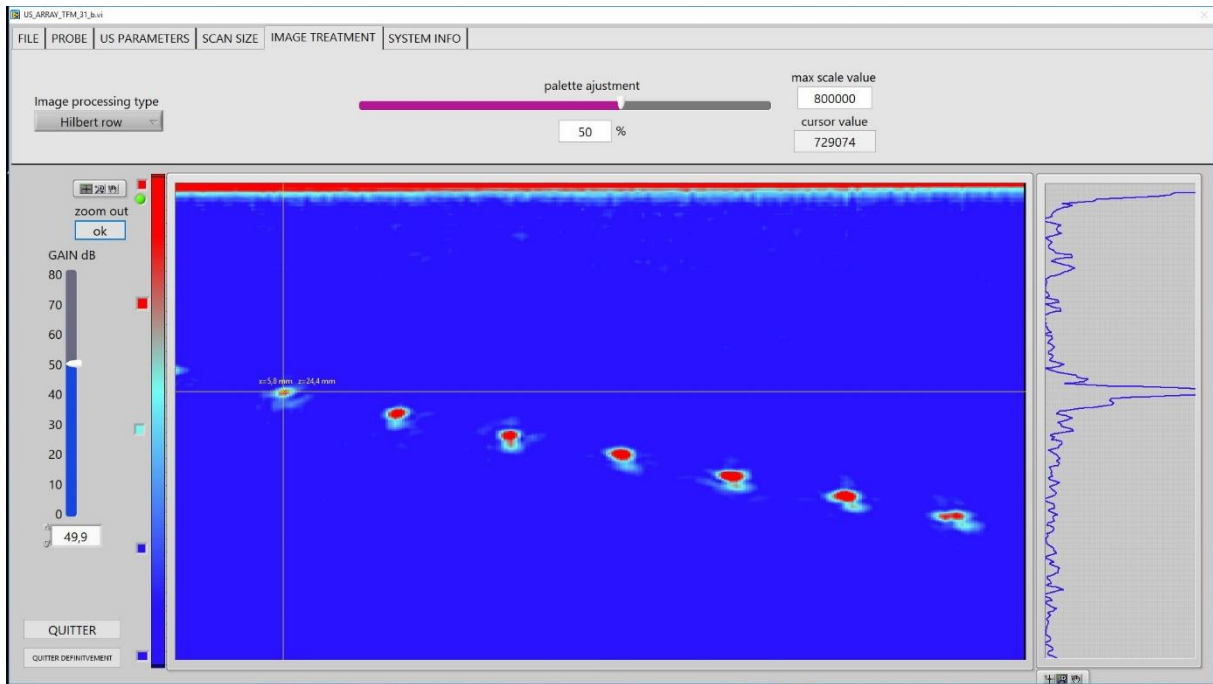 US_ARRAY_TFM_31_b.vi
FILE PROBE US PARAMETERS SCAN SIZE IMAGE TREATMENT SYSTEM INFO
Image processing type
Hilbert row
palette ajustment
50 %
max scale value
800000
cursor value
729074
zoom out
ok
GAIN dB
80
70
60
50
40
30
20
10
0
49,9
x=5,8 mm z=24,4 mm
QUITTER
QUITTER DEFINITVEMENT